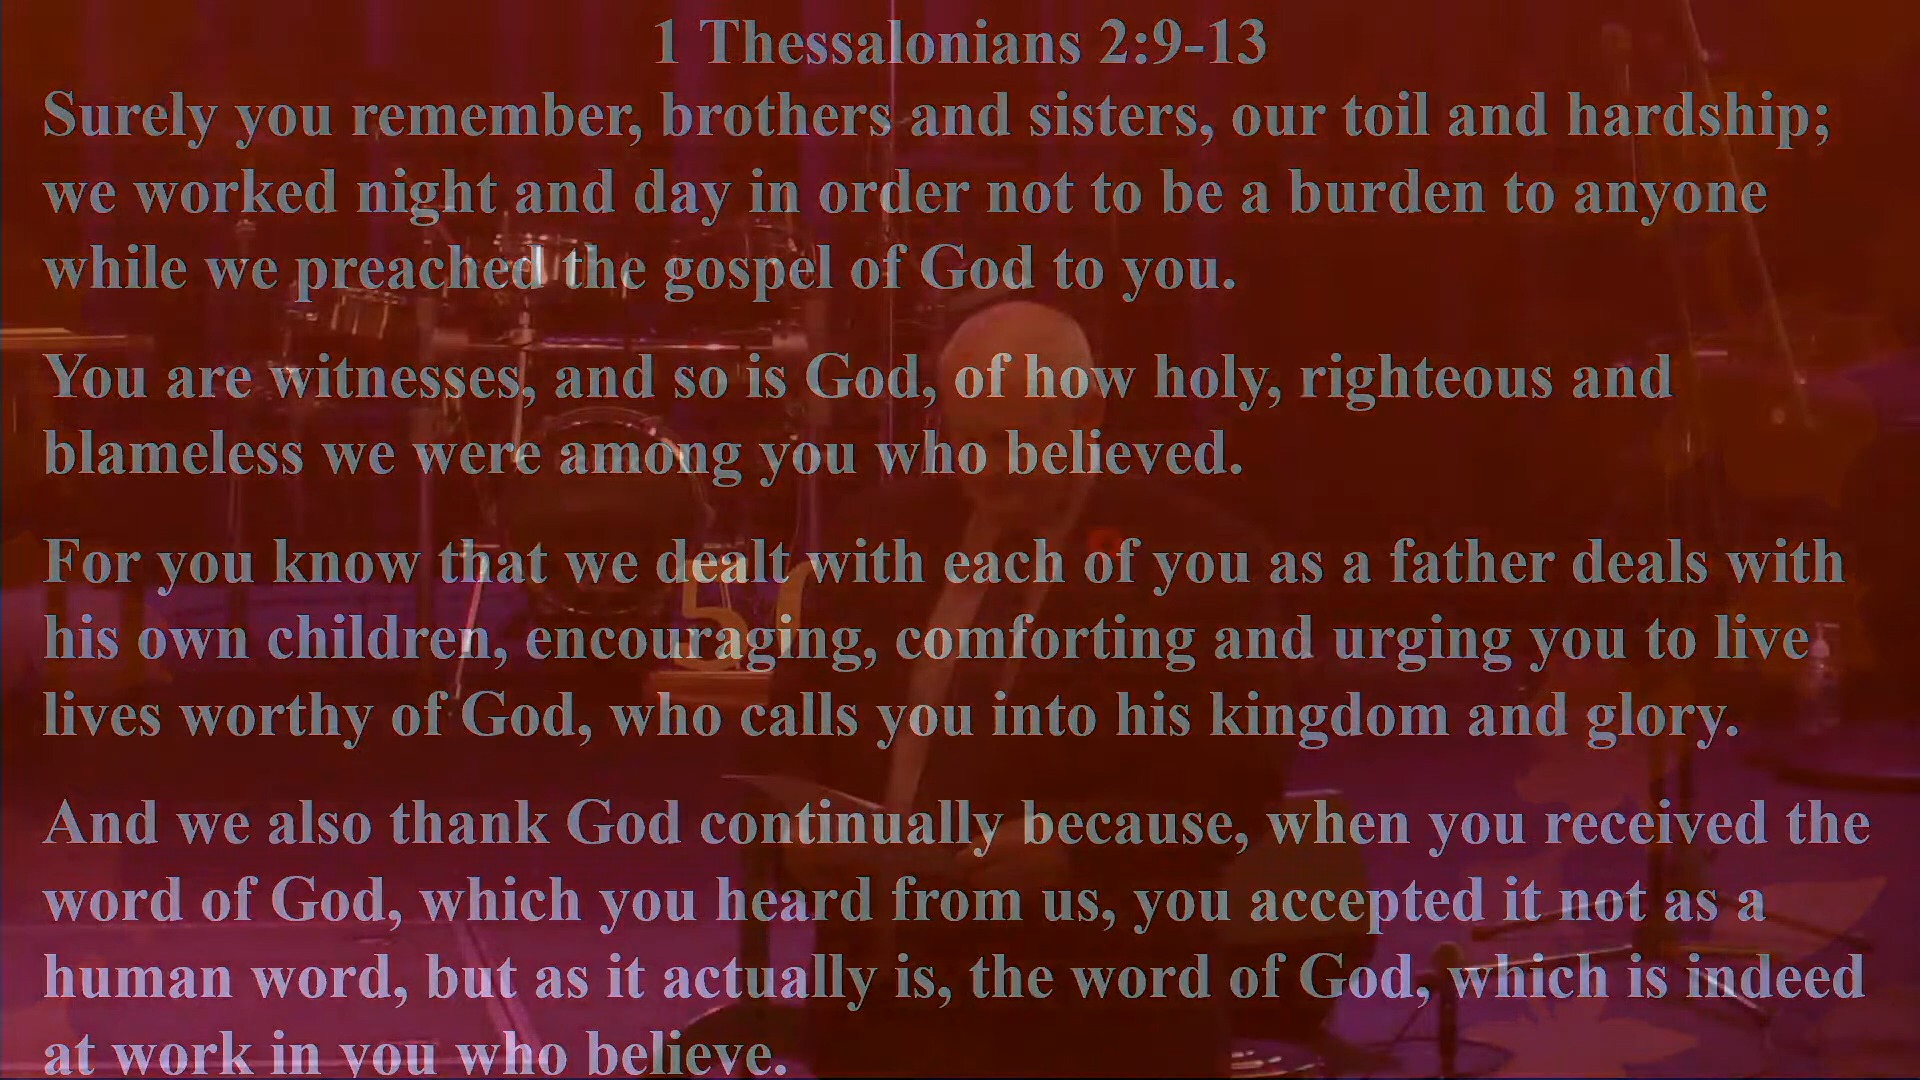 1 Thessalonians 2:9-13
Surely you remember, brothers and sisters, our toil and hardship;
we worked night and day in order not to be a burden to anyone
while we preached the gospel of God to you.
You are witnesses, and so is God, of how holy, righteous and
blameless we were among you who believed.
For you know that we dealt with each of you as a father deals with
his own children, encouraging, comforting and urging you to live
lives worthy of God, who calls you into his kingdom and glory.
And we also thank God continually because, when you received the
word of God, which you heard from us, you accepted it not as a
human word, but as it actually is, the word of God, which is indeed
at work in you who believe.